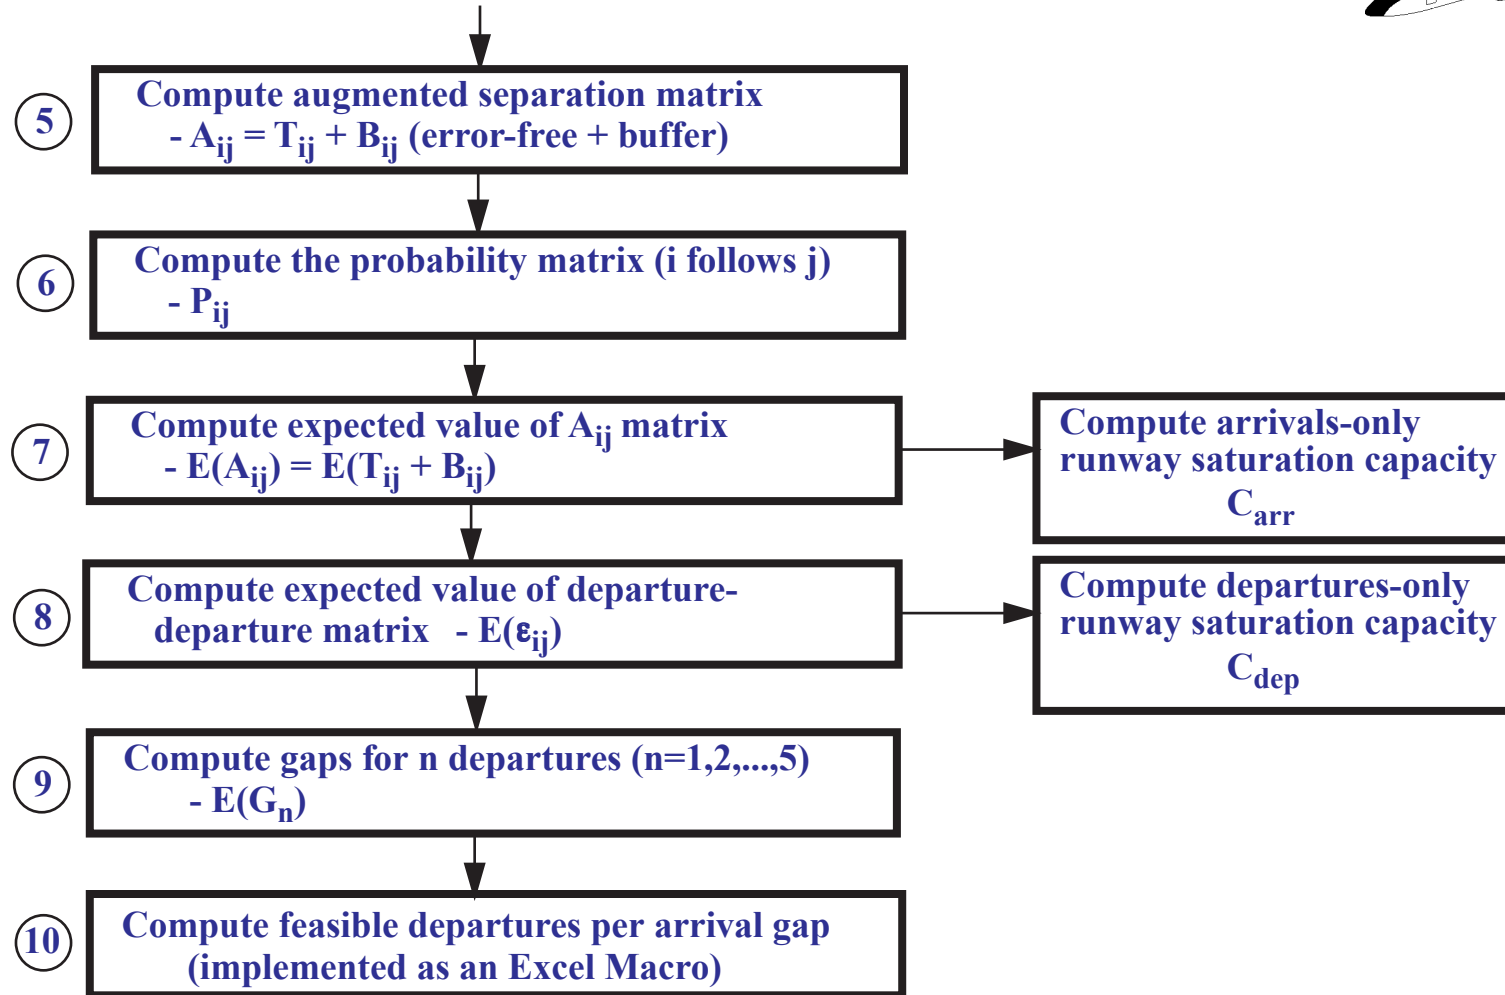 5
Compute augmented separation matrix
- Aij = Tij + Bij (error-free + buffer)
6
Compute the probability matrix (i follows j)
- Pij
7
Compute expected value of Aij matrix
- E(Aij) = E(Tij + Bij)
Compute arrivals-only
runway saturation capacity
Carr
8
Compute expected value of departure-
departure matrix - E(εij)
Compute departures-only
runway saturation capacity
Cdep
9
Compute gaps for n departures (n=1,2,...,5)
- E(Gn)
10
Compute feasible departures per arrival gap
(implemented as an Excel Macro)